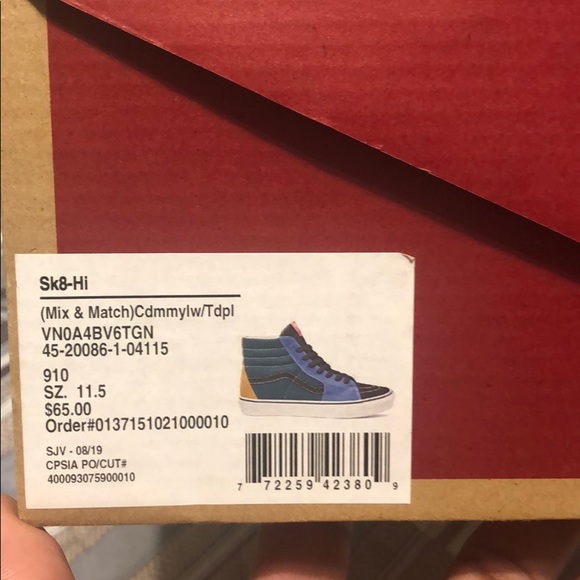 Sk8-Hi
(Mix & Match)Cdmmylw/Tdpl
VN0A4BV6TGN
45-20086-1-04115
910
SZ. 11.5
$65.00
Order#0137151021000010
SJV - 08/19
CPSIA PO/CUT#
400093075900010
7 72259 42380 9